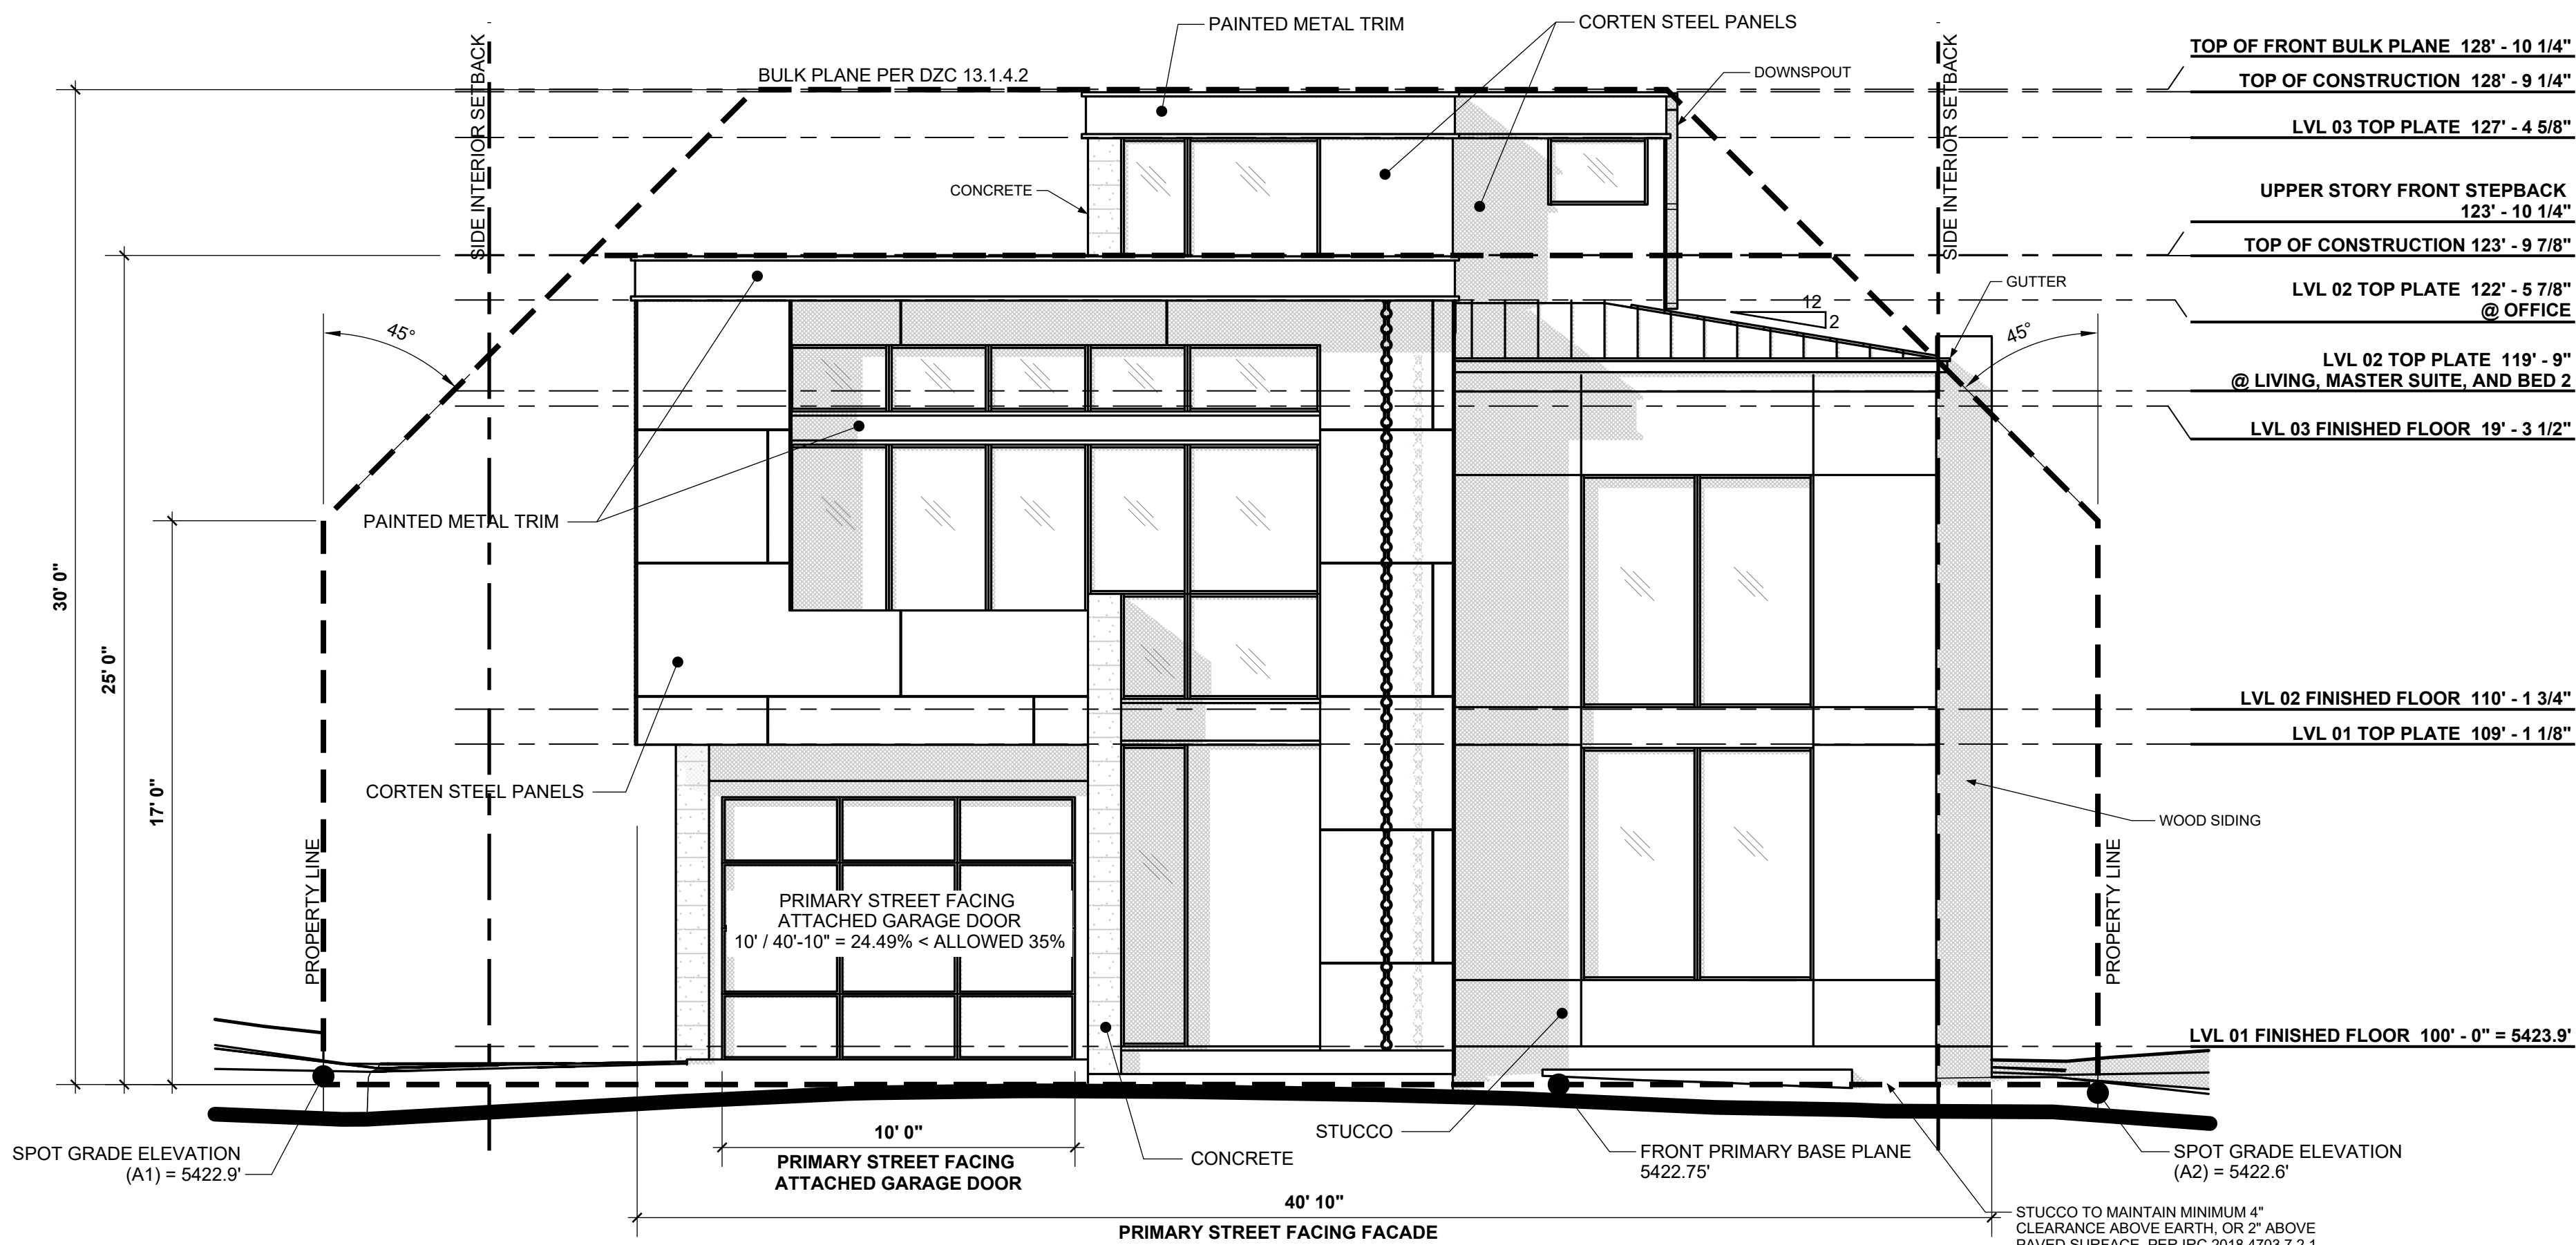 PAINTED METAL TRIM
CORTEN STEEL PANELS
BULK PLANE PER DZC 13.1.4.2
DOWNSPOUT
SIDE INTERIOR SETBACK
SIDE INTERIOR SETBACK
TOP OF FRONT BULK PLANE 128' - 10 1/4"
TOP OF CONSTRUCTION 128' - 9 1/4"
LVL 03 TOP PLATE 127' - 4 5/8"
UPPER STORY FRONT STEPBACK
123' - 10 1/4"
TOP OF CONSTRUCTION 123' - 9 7/8"
LVL 02 TOP PLATE 122' - 5 7/8"
@ OFFICE
LVL 02 TOP PLATE 119' - 9"
@ LIVING, MASTER SUITE, AND BED 2
LVL 03 FINISHED FLOOR 19' - 3 1/2"
LVL 02 FINISHED FLOOR 110' - 1 3/4"
LVL 01 TOP PLATE 109' - 1 1/8"
LVL 01 FINISHED FLOOR 100' - 0" = 5423.9'
CONCRETE
GUTTER
12
2
45°
45°
30' 0"
25' 0"
17' 0"
PAINTED METAL TRIM
CORTEN STEEL PANELS
WOOD SIDING
PROPERTY LINE
PROPERTY LINE
PRIMARY STREET FACING
ATTACHED GARAGE DOOR
10' / 40'-10" = 24.49% < ALLOWED 35%
SPOT GRADE ELEVATION
(A1) = 5422.9'
10' 0"
PRIMARY STREET FACING
ATTACHED GARAGE DOOR
CONCRETE
STUCCO
FRONT PRIMARY BASE PLANE
5422.75'
SPOT GRADE ELEVATION
(A2) = 5422.6'
40' 10"
PRIMARY STREET FACING FACADE
STUCCO TO MAINTAIN MINIMUM 4"
CLEARANCE ABOVE EARTH, OR 2" ABOVE
PAVED SURFACE, PER IRC 2018 4703.7.2.1